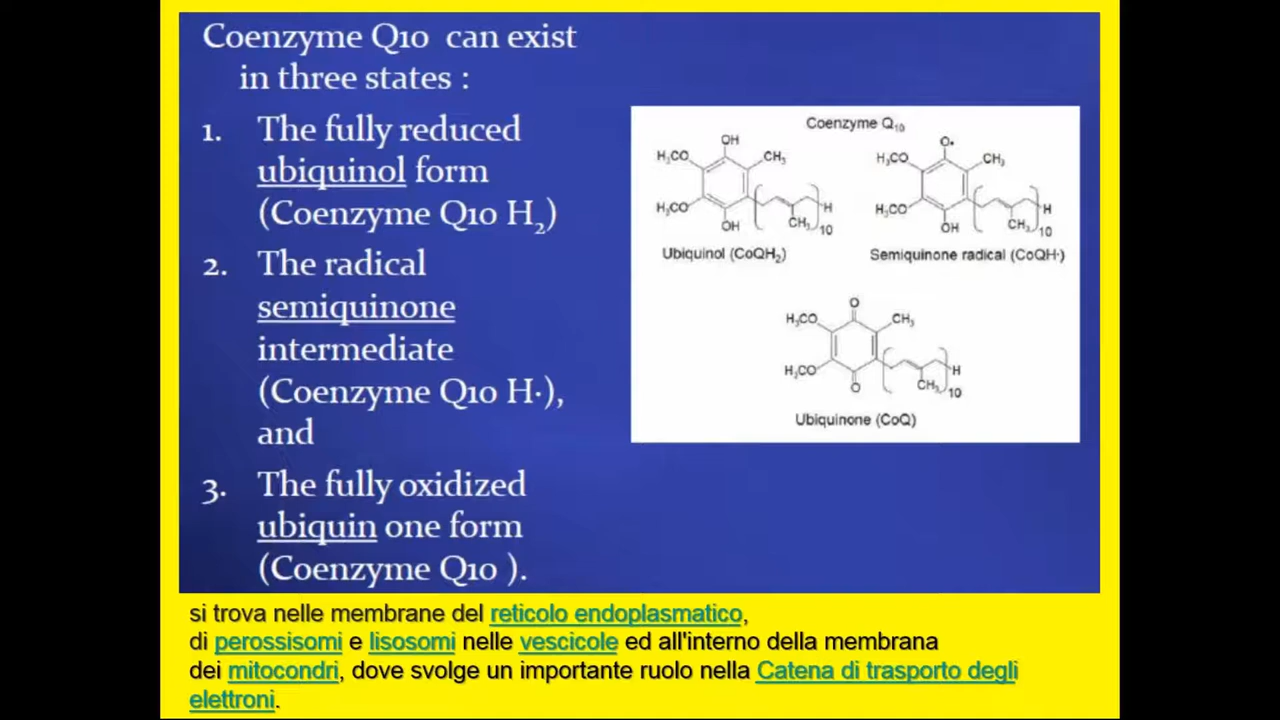 Coenzyme Q10 can exist
in three states :
1. The fully reduced
ubiquinol form
(Coenzyme Q10 H₂)
2. The radical
semiquinone
intermediate
(Coenzyme Q10 H·),
and
3. The fully oxidized
ubiquin one form
(Coenzyme Q10 ).
Coenzyme Q₁₀
OH
H₃CO
CH₃
H₃CO
H
CH₃
10
OH
Ubiquinol (CoQH₂)
O•
H₃CO
CH₃
H₃CO
H
CH₃
10
OH
Semiquinone radical (CoQH·)
O
H₃CO
CH₃
H₃CO
H
CH₃
10
O
Ubiquinone (CoQ)
si trova nelle membrane del reticolo endoplasmatico,
di perossisomi e lisosomi nelle vescicole ed all'interno della membrana
dei mitocondri, dove svolge un importante ruolo nella Catena di trasporto degli
elettroni.